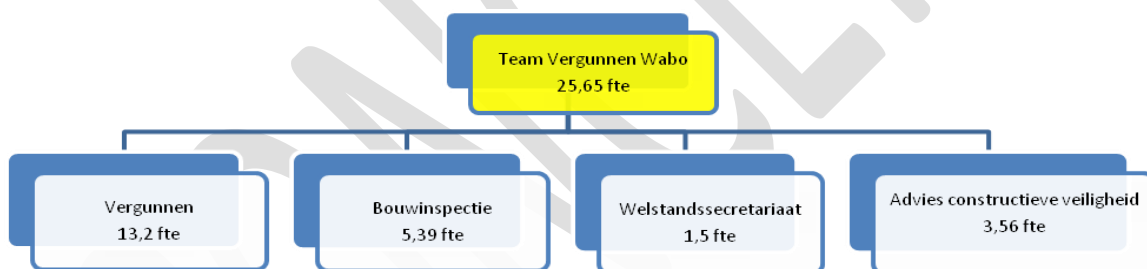 Team Vergunnen Wabo
25,65 fte
Vergunnen
13,2 fte
Bouwinspectie
5,39 fte
Welstandssecretariaat
1,5 fte
Advies constructieve veiligheid
3,56 fte